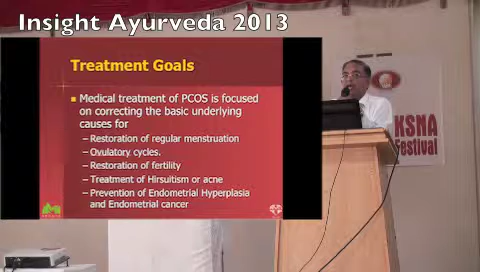 Insight Ayurveda 2013
Treatment Goals
Medical treatment of PCOS is focused
on correcting the basic underlying
causes for
– Restoration of regular menstruation
– Ovulatory cycles.
– Restoration of fertility
– Treatment of Hirsuitism or acne
– Prevention of Endometrial Hyperplasia
and Endometrial cancer
KSNA
Festival